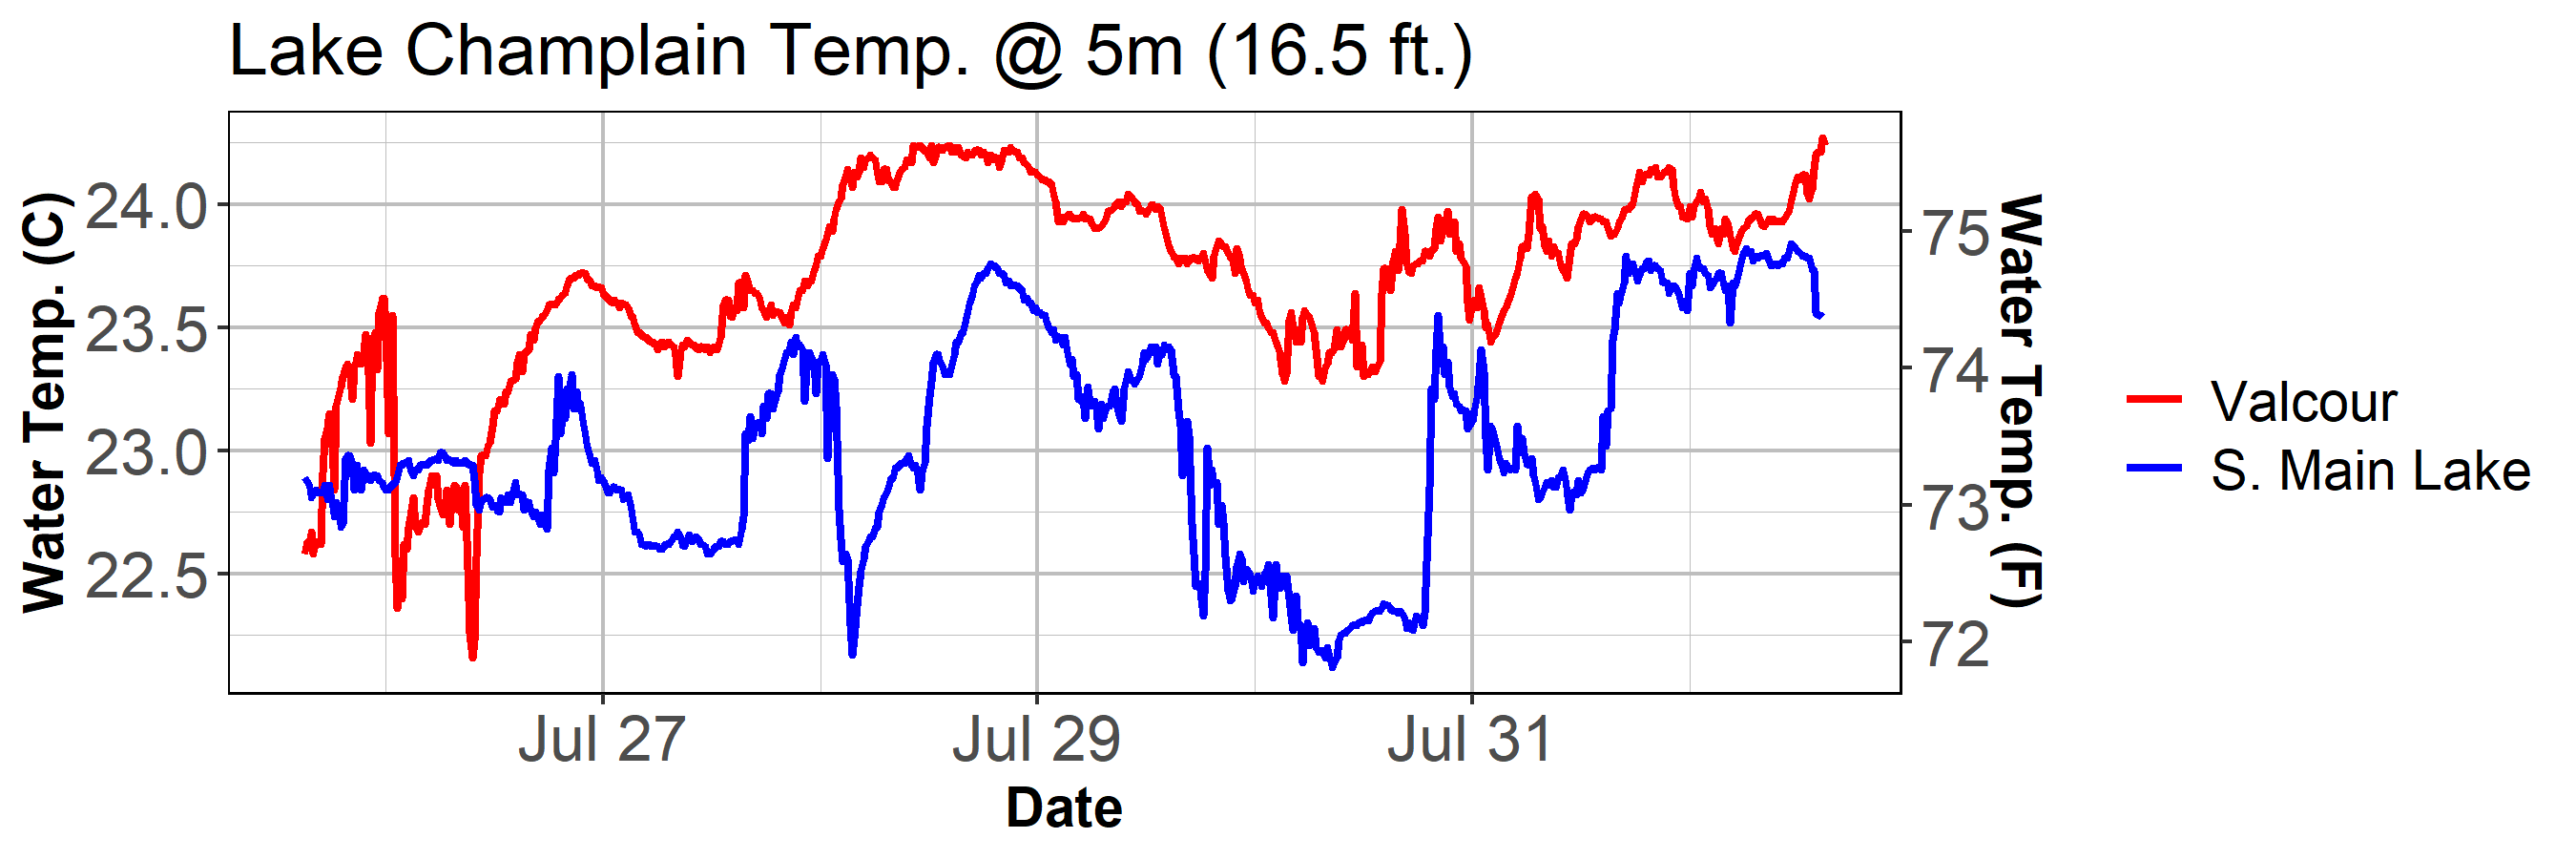 Lake Champlain Temp. @ 5m (16.5 ft.)
Water Temp. (C)
24.0
23.5
23.0
22.5
Water Temp. (F)
75
74
73
72
Jul 27
Jul 29
Jul 31
Date
Valcour
S. Main Lake